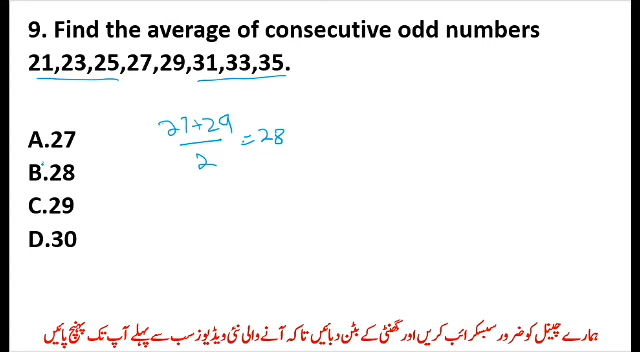 9. Find the average of consecutive odd numbers
21,23,25,27,29,31,33,35.
27+29
2
=28
A.27
B.28
C.29
D.30
ہمارے چینل کو ضرور سبسکرائب کریں اور گھنٹی کے بٹن دبائیں تاکہ آنے والی نئی ویڈیوز سب سے پہلے آپ تک پہنچ پائیں